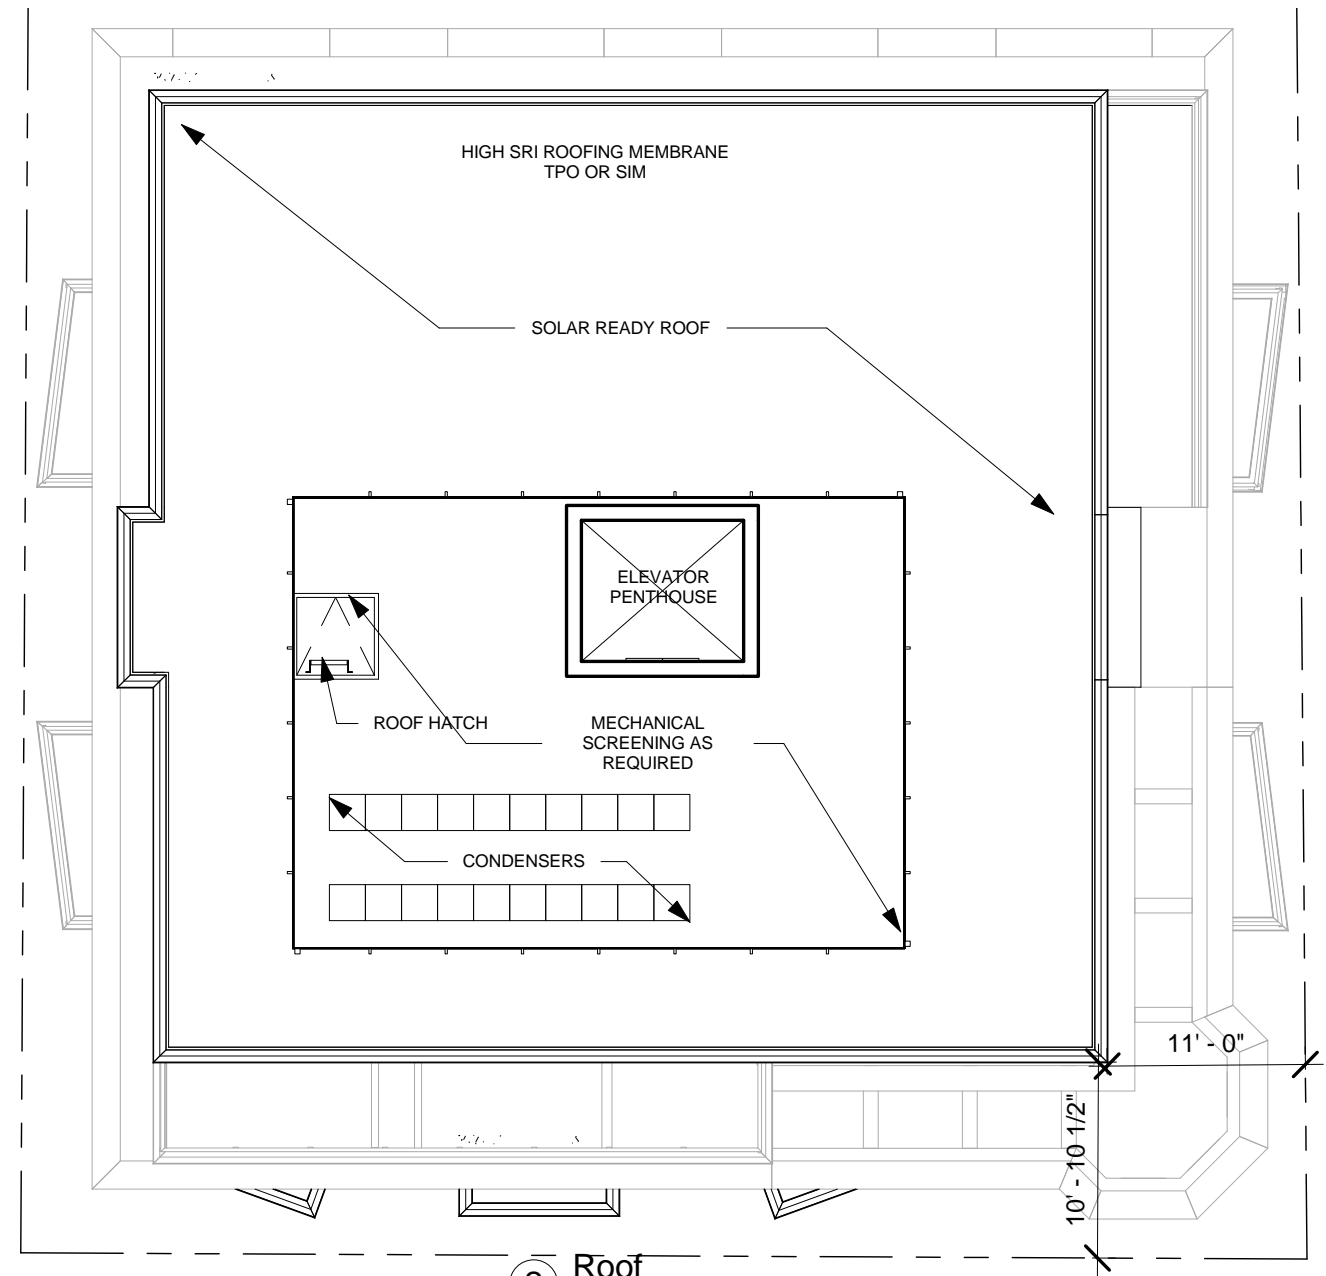 HIGH SRI ROOFING MEMBRANE
TPO OR SIM
SOLAR READY ROOF
ELEVATOR
PENTHOUSE
ROOF HATCH
MECHANICAL
SCREENING AS
REQUIRED
CONDENSERS
11' - 0"
10' - 10 1/2"
Roof